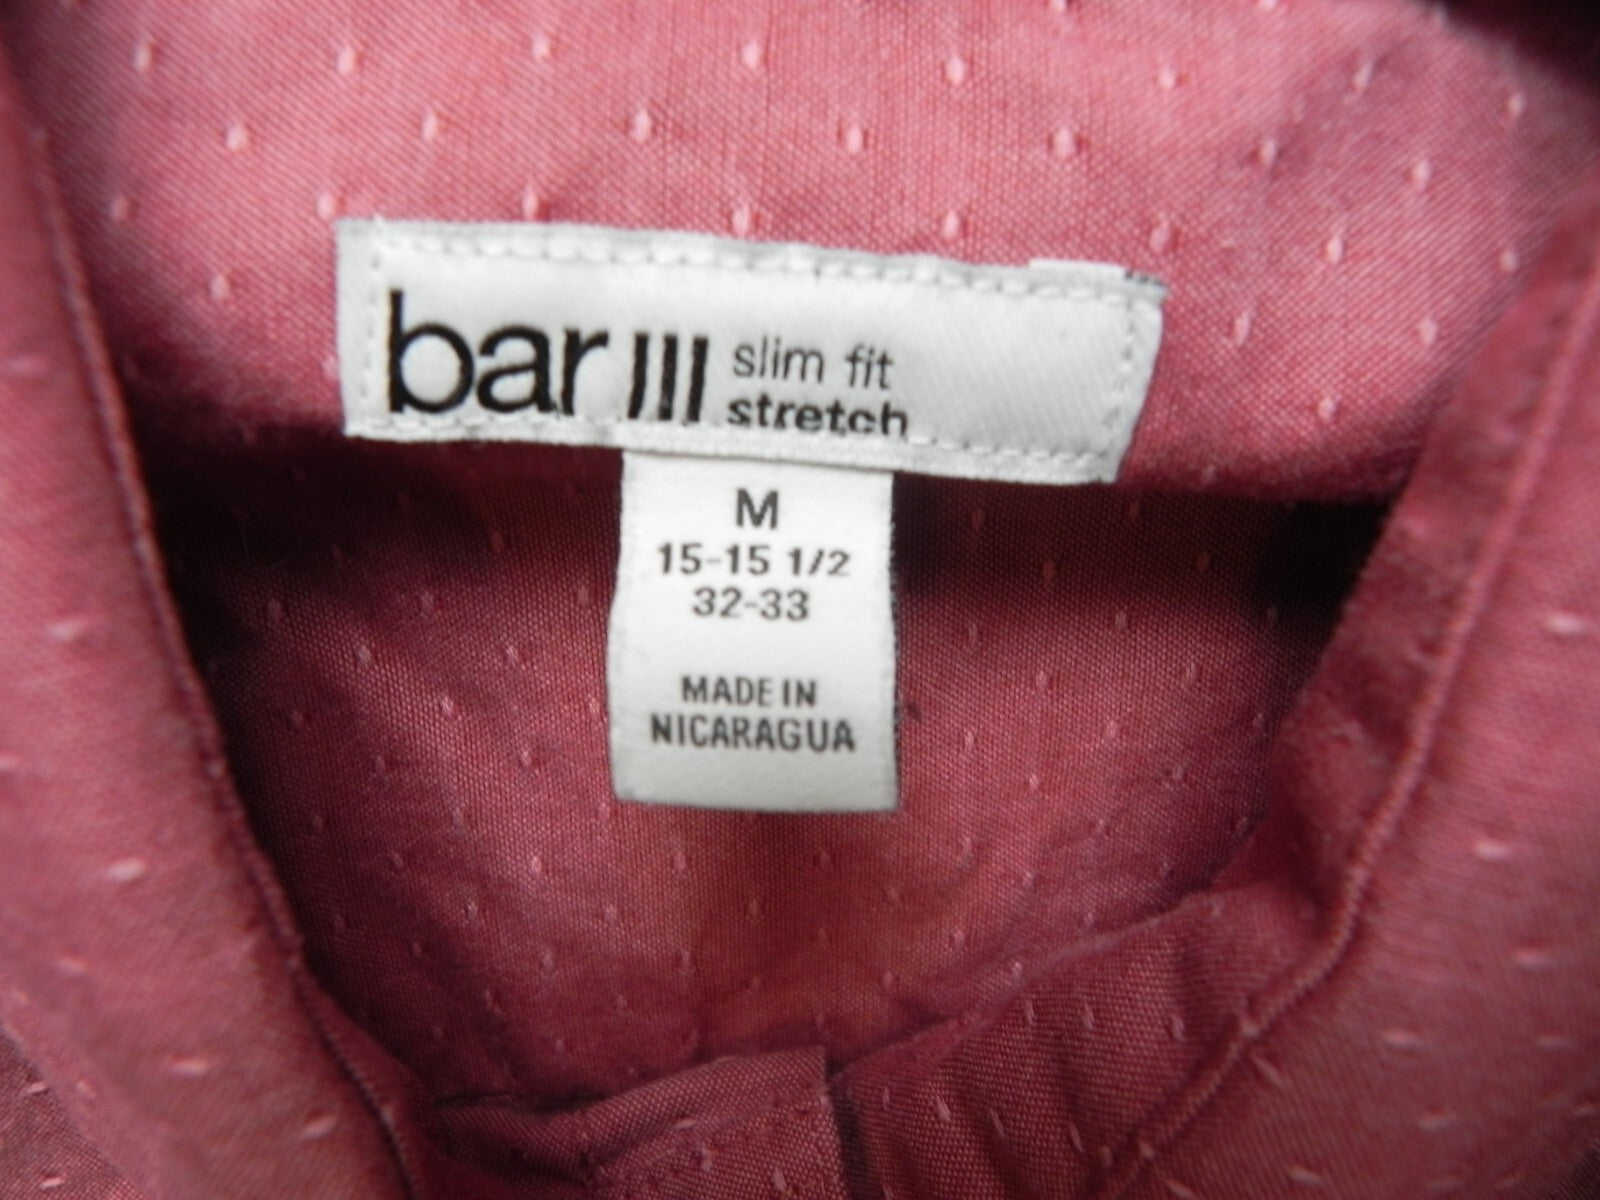 bar III slim fit
stretch
M
15-15 1/2
32-33
MADE IN
NICARAGUA